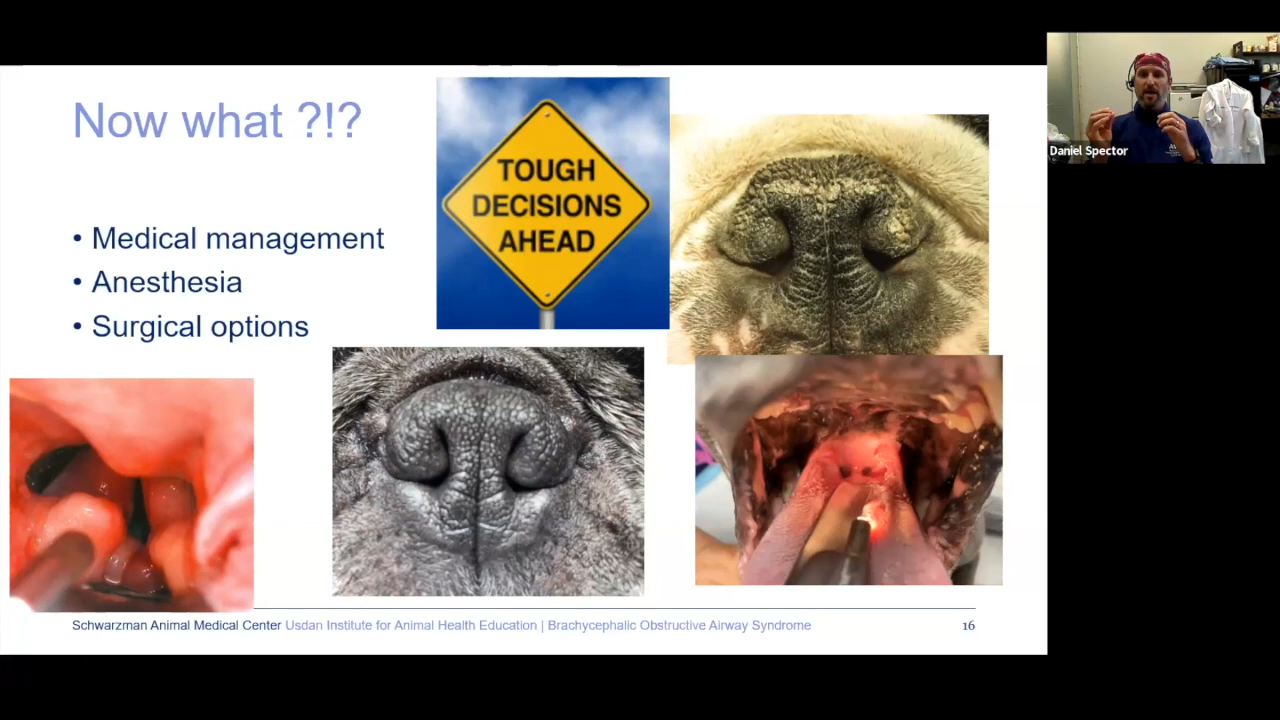 Now what ?!?
TOUGH
DECISIONS
AHEAD
• Medical management
• Anesthesia
• Surgical options
Schwarzman Animal Medical Center Usdan Institute for Animal Health Education | Brachycephalic Obstructive Airway Syndrome
16
Daniel Spector